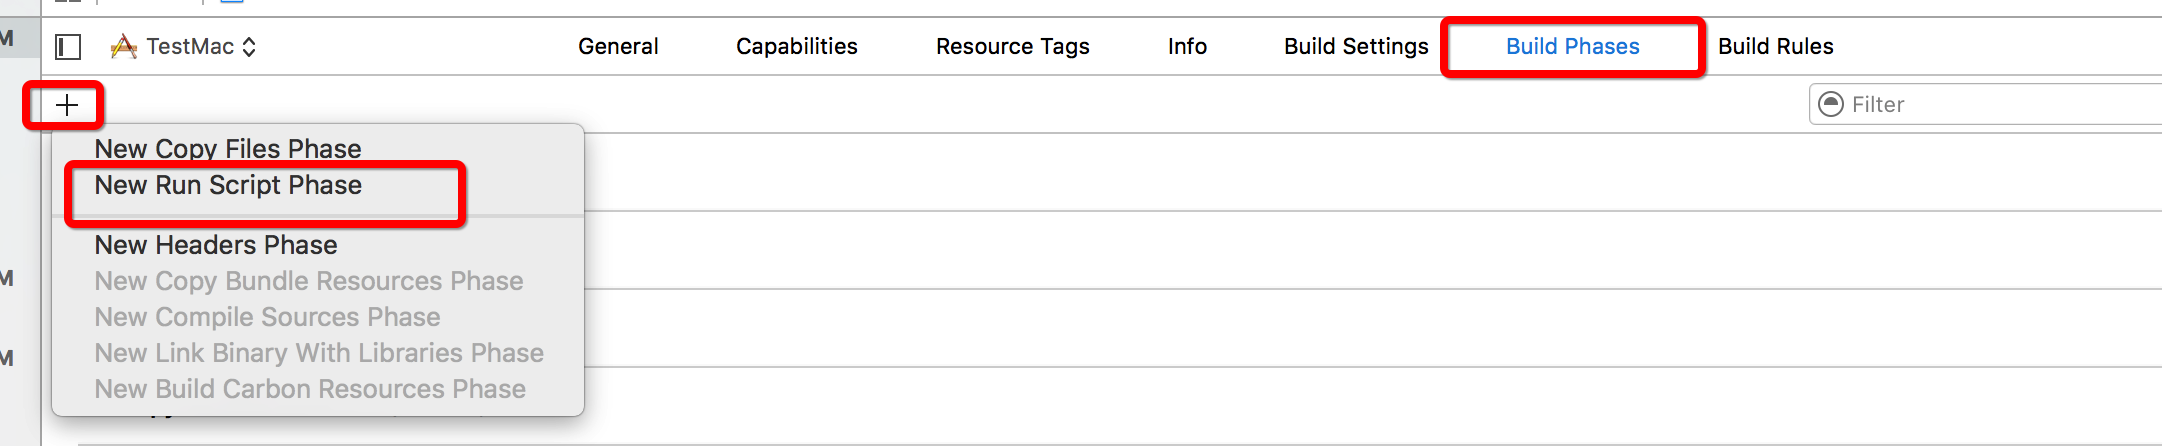 M
TestMac General Capabilities Resource Tags Info Build Settings Build Phases Build Rules
Filter
New Copy Files Phase
New Run Script Phase
New Headers Phase
M
New Copy Bundle Resources Phase
New Compile Sources Phase
M
New Link Binary With Libraries Phase
New Build Carbon Resources Phase